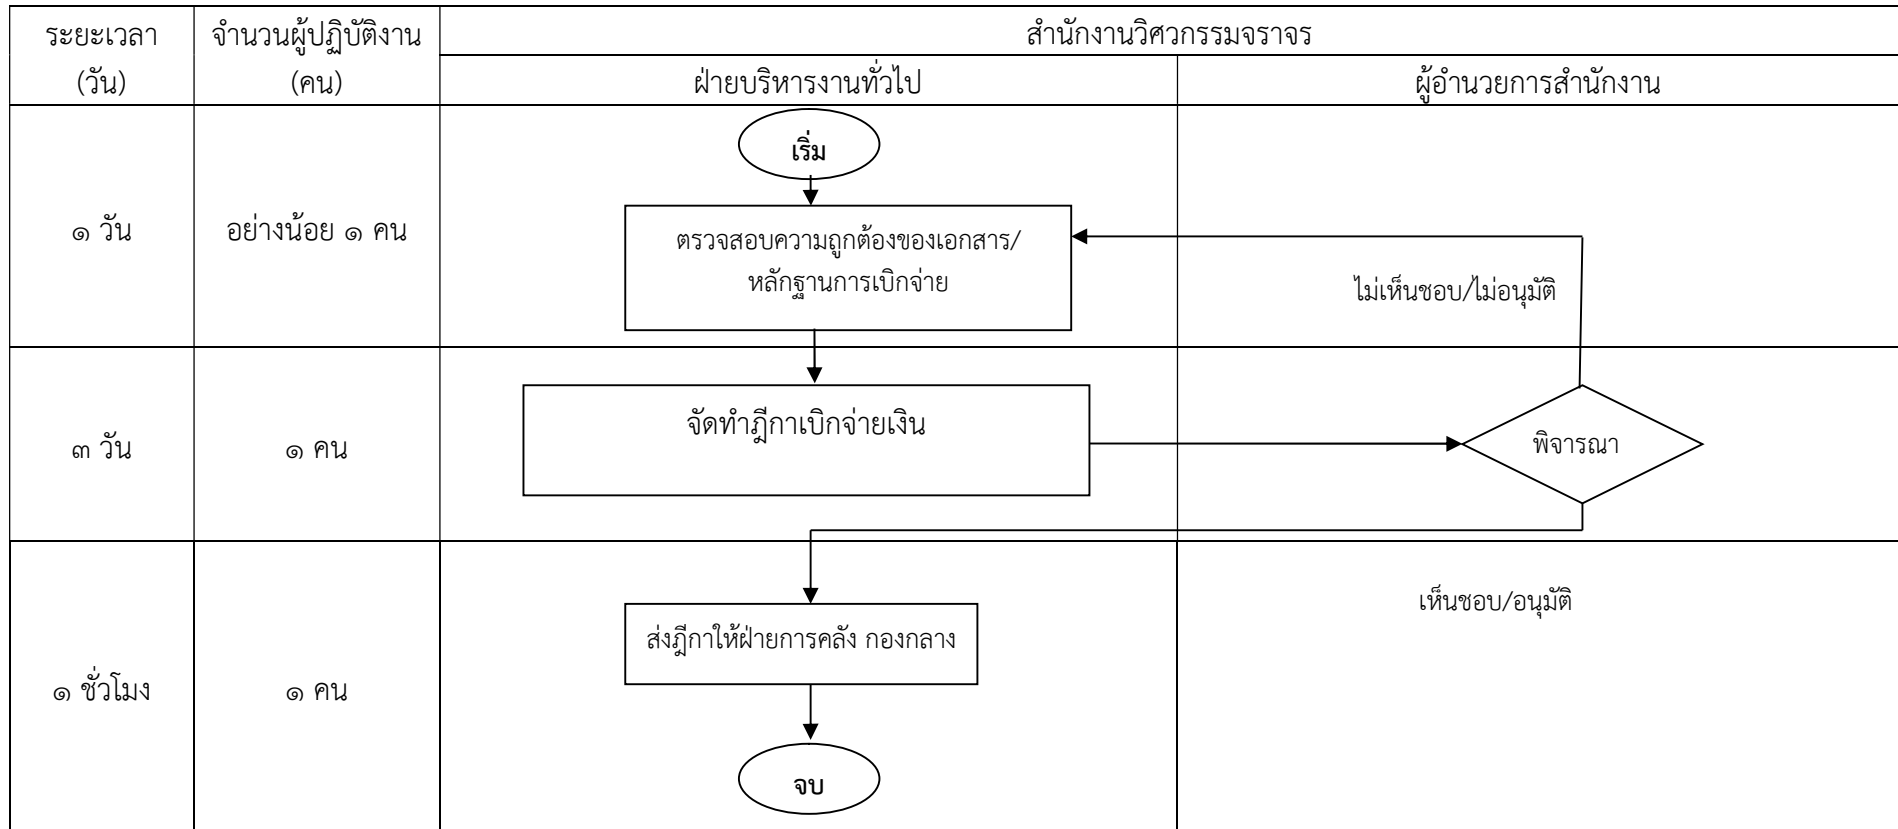 ระยะเวลา
(วัน)
จำนวนผู้ปฏิบัติงาน
(คน)
สำนักงานวิศวกรรมจราจร
ฝ่ายบริหารงานทั่วไป
ผู้อำนวยการสำนักงาน
เริ่ม
๑ วัน
อย่างน้อย ๑ คน
ตรวจสอบความถูกต้องของเอกสาร/
หลักฐานการเบิกจ่าย
ไม่เห็นชอบ/ไม่อนุมัติ
๓ วัน
๑ คน
จัดทำฎีกาเบิกจ่ายเงิน
พิจารณา
๑ ชั่วโมง
๑ คน
ส่งฎีกาให้ฝ่ายการคลัง กองกลาง
เห็นชอบ/อนุมัติ
จบ